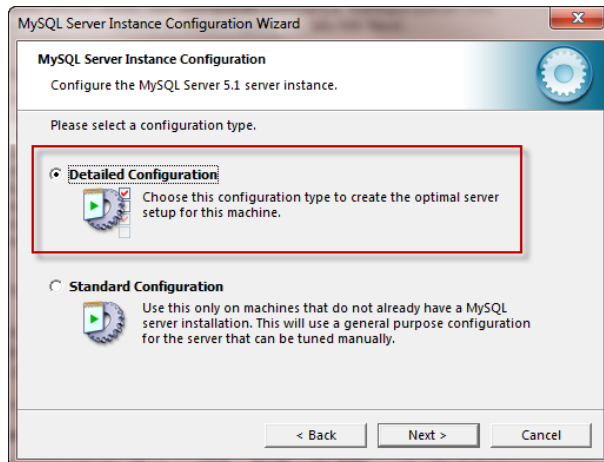 MySQL Server Instance Configuration Wizard
MySQL Server Instance Configuration
Configure the MySQL Server 5.1 server instance.
Please select a configuration type.
Detailed Configuration
Choose this configuration type to create the optimal server
setup for this machine.
Standard Configuration
Use this only on machines that do not already have a MySQL
server installation. This will use a general purpose configuration
for the server that can be tuned manually.
< Back
Next >
Cancel